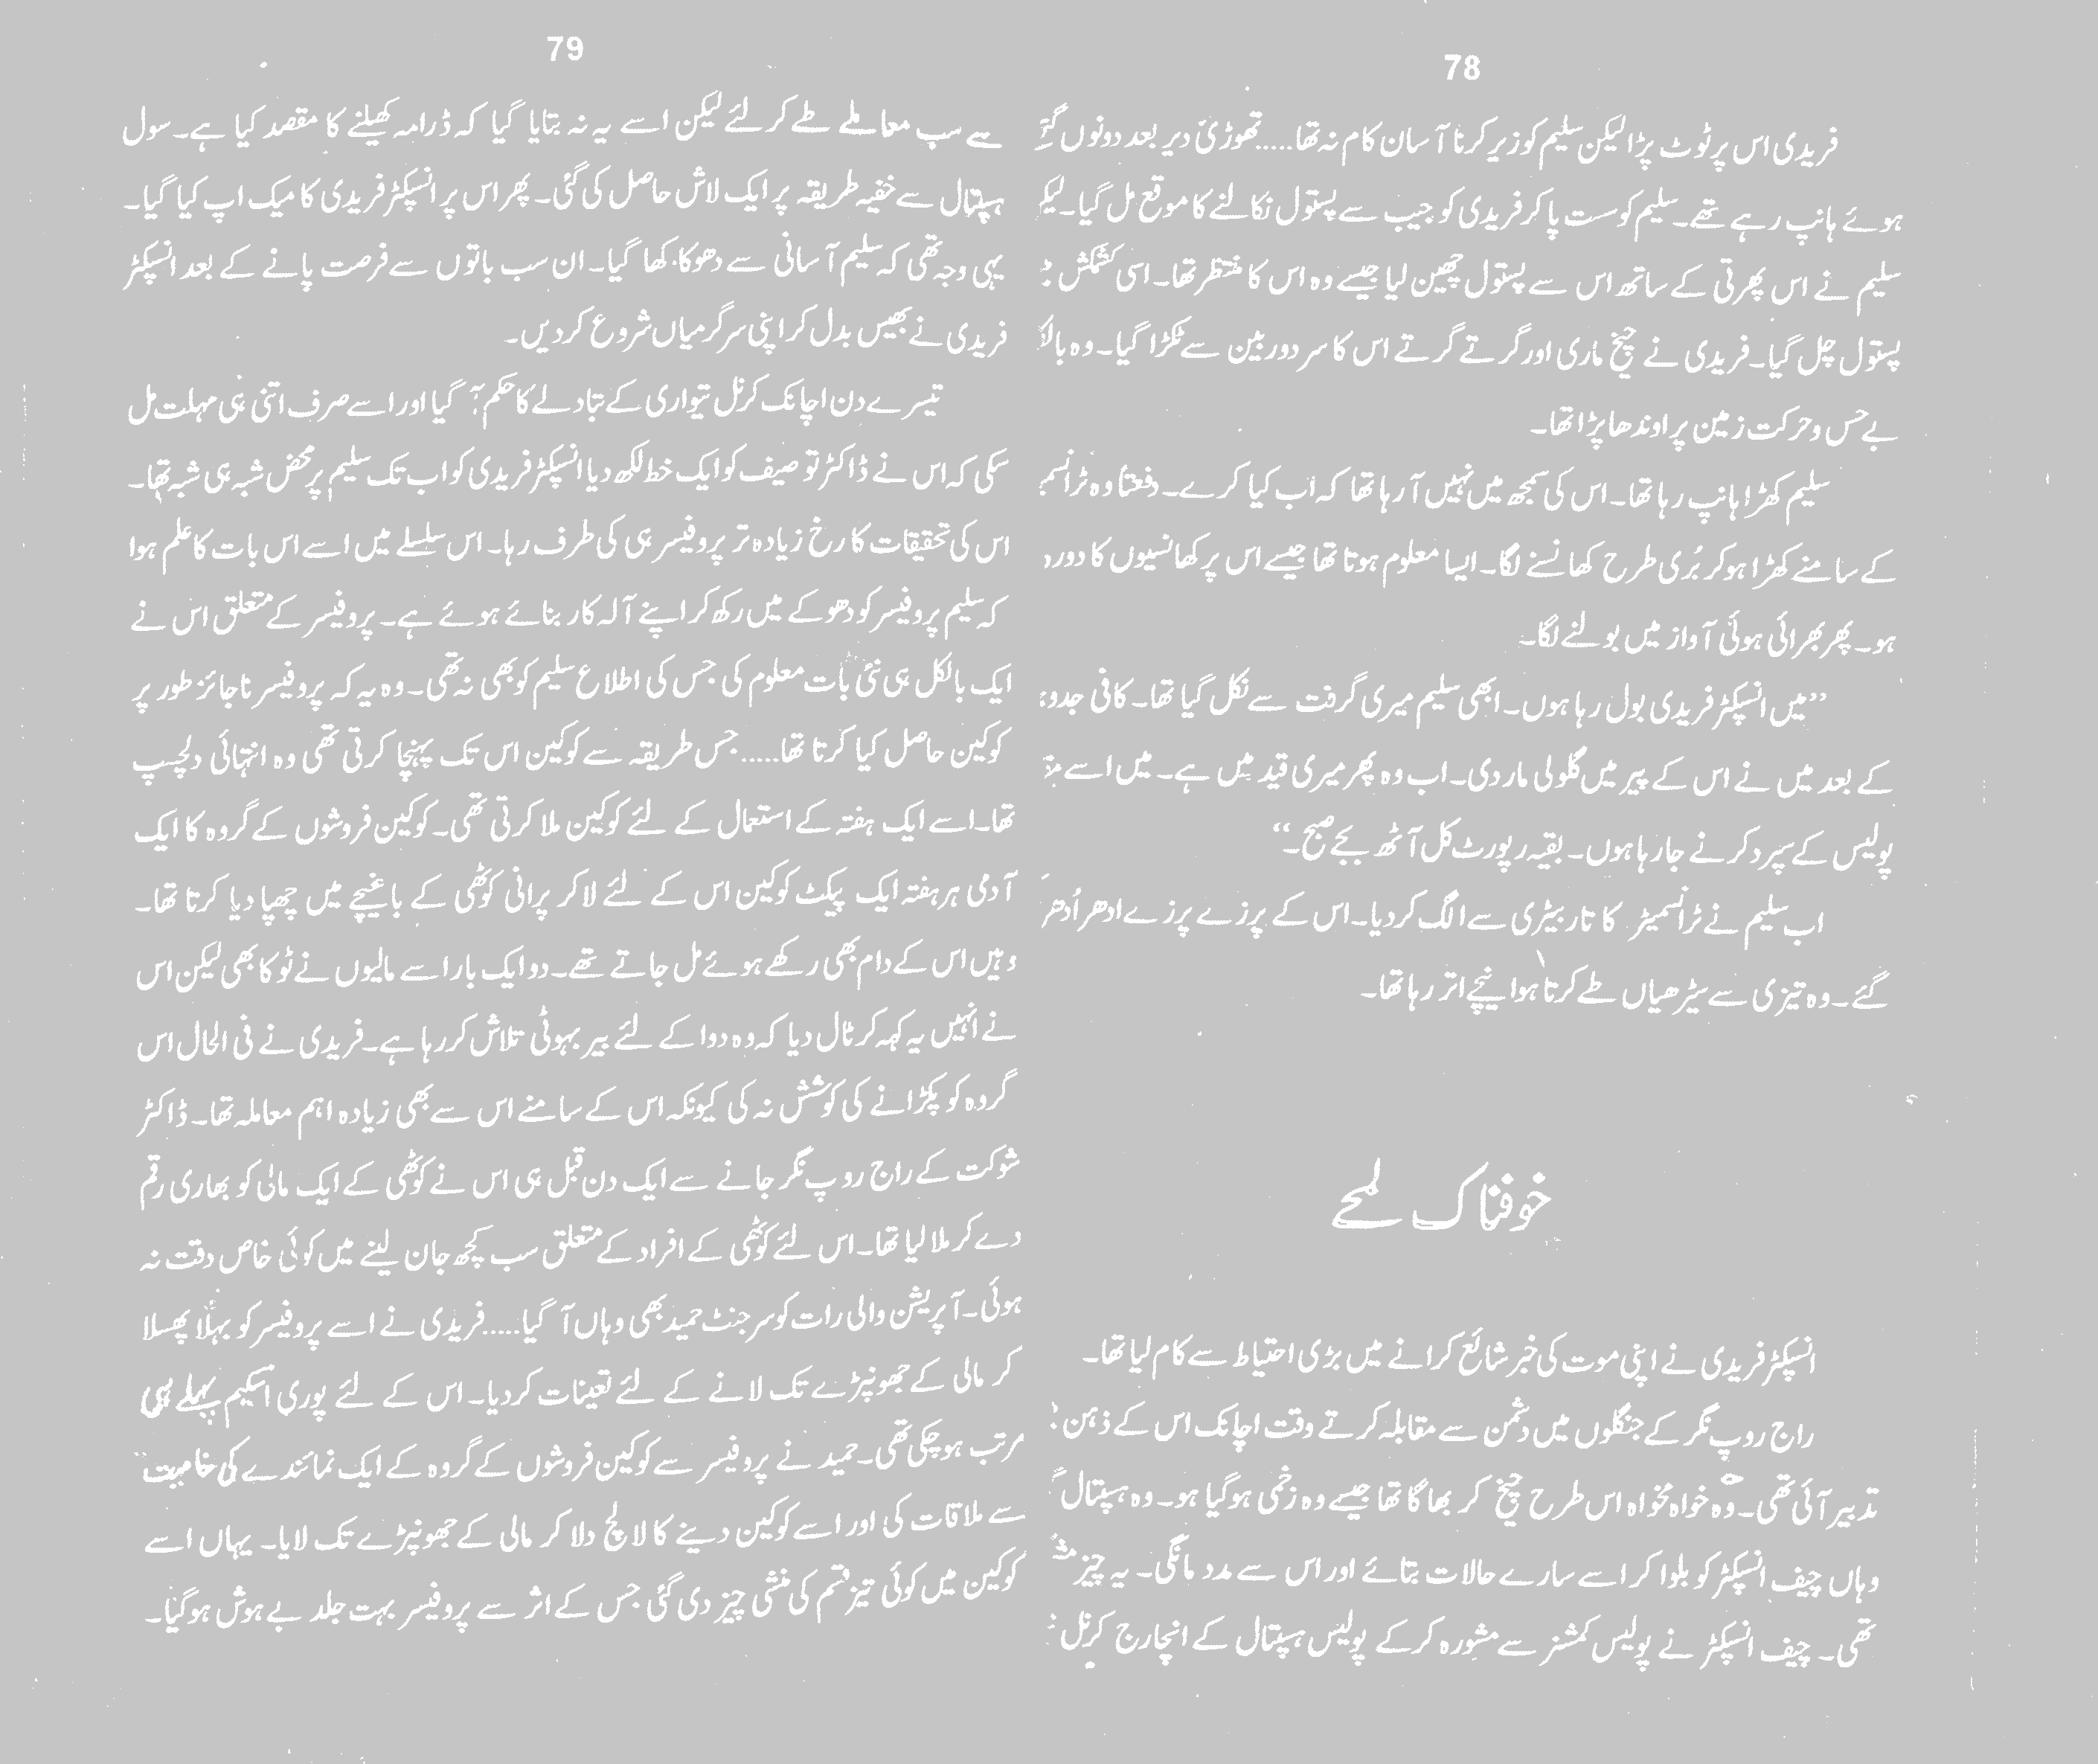 78
فریدی اس پر ٹوٹ پڑا لیکن سلیم کو زیر کرنا آسان کام نہ تھا.....تھوڑی دیر بعد دونوں
ہوئے ہانپ رہے تھے۔ سلیم کو سست پا کر فریدی کو جیب سے پستول نکالنے کا موقع مل گیا۔
سلیم نے اس پھرتی کے ساتھ اس سے پستول چھین لیا جیسے وہ اس کا منتظر تھا۔ اسی کشمکش
پستول چل گیا۔ فریدی نے چیخ ماری اور گرتے گرتے اس کا سر دوربین سے ٹکڑا گیا۔ وہ
بے حس و حرکت زمین پر اوندھا پڑا تھا۔
سلیم کھڑا ہانپ رہا تھا۔ اس کی سمجھ میں نہیں آ رہا تھا کہ اب کیا کرے۔ دفعتاً وہ
کے سامنے کھڑا ہو کر بُری طرح کھانسنے لگا۔ ایسا معلوم ہوتا تھا جیسے اس پر کھانسیوں کا دورہ
ہو۔ پھر بھرائی ہوئی آواز میں بولنے لگا۔
”میں انسپکٹر فریدی بول رہا ہوں۔ ابھی سلیم میری گرفت سے نکل گیا تھا۔ کافی
کے بعد میں نے اس کے پیر میں گولی مار دی۔ اب وہ پھر میری قید میں ہے۔ میں اسے
پولیس کے سپرد کرنے جا رہا ہوں۔ بقیہ رپورٹ کل آٹھ بجے صبح۔“
اب سلیم نے ٹرانسمیٹر کا تار بیٹری سے الگ کر دیا۔ اس کے پرزے پرزے ادھر اُدھر
گئے۔ وہ تیزی سے سیڑھیاں طے کرتا ہوا نیچے اتر رہا تھا۔
خوفناک لمحے
انسپکٹر فریدی نے اپنی موت کی خبر شائع کرانے میں بڑی احتیاط سے کام لیا تھا۔
راج روپ نگر کے جنگلوں میں دشمن سے مقابلہ کرتے وقت اچانک اس کے ذہن
تدبیر آئی تھی۔ وہ خواہ مخواہ اس طرح چیخ کر بھاگا تھا جیسے وہ زخمی ہو گیا ہو۔ وہ ہسپتال
وہاں چیف انسپکٹر کو بلوا کر اسے سارے حالات بتائے اور اس سے مدد مانگی۔ یہ چیز
تھی۔ چیف انسپکٹر نے پولیس کمشنر سے مشورہ کر کے پولیس ہسپتال کے انچارج کرنل
79
سے سب معاملے طے کر لئے لیکن اسے یہ نہ بتایا گیا کہ ڈرامہ کھیلنے کا مقصد کیا ہے۔ سول
ہسپتال سے خفیہ طریقہ پر ایک لاش حاصل کی گئی۔ پھر اس پر انسپکٹر فریدی کا میک اپ کیا گیا۔
یہی وجہ تھی کہ سلیم آسانی سے دھوکا کھا گیا۔ ان سب باتوں سے فرصت پانے کے بعد انسپکٹر
فریدی نے بھیس بدل کر اپنی سرگرمیاں شروع کر دیں۔
تیسرے دن اچانک کرنل تیواری کے تبادلے کا حکم آ گیا اور اسے صرف اتنی ہی مہلت مل
سکی کہ اس نے ڈاکٹر توصیف کو ایک خط لکھ دیا انسپکٹر فریدی کو اب تک سلیم پر محض شبہ ہی شبہ تھا۔
اس کی تحقیقات کا رخ زیادہ تر پروفیسر ہی کی طرف رہا۔ اس سلسلے میں اسے اس بات کا علم ہوا
کہ سلیم پروفیسر کو دھوکے میں رکھ کر اپنے آلہ کار بنائے ہوئے ہے۔ پروفیسر کے متعلق اس نے
ایک بالکل ہی نئی بات معلوم کی جس کی اطلاع سلیم کو بھی نہ تھی۔ وہ یہ کہ پروفیسر ناجائز طور پر
کوکین حاصل کیا کرتا تھا.....جس طریقہ سے کوکین اس تک پہنچا کرتی تھی وہ انتہائی دلچسپ
تھا۔ اسے ایک ہفتہ کے استعمال کے لئے کوکین ملا کرتی تھی۔ کوکین فروشوں کے گروہ کا ایک
آدمی ہر ہفتہ ایک پیکٹ کوکین اس کے لئے لا کر پرانی کوٹھی کے باغیچے میں چھپا دیا کرتا تھا۔
وہیں اس کے دام بھی رکھے ہوئے مل جاتے تھے۔ دو ایک بار اسے مالیوں نے ٹوکا بھی لیکن اس
نے انہیں یہ کہہ کر ٹال دیا کہ وہ دوا کے لئے بیر بہوٹی تلاش کر رہا ہے۔ فریدی نے فی الحال اس
گروہ کو پکڑانے کی کوشش نہ کی کیونکہ اس کے سامنے اس سے بھی زیادہ اہم معاملہ تھا۔ ڈاکٹر
شوکت کے راج روپ نگر جانے سے ایک دن قبل ہی اس نے کوٹھی کے ایک مالی کو بھاری رقم
دے کر ملا لیا تھا۔ اس لئے کوٹھی کے افراد کے متعلق سب کچھ جان لینے میں کوئی خاص دقت نہ
ہوئی۔ آپریشن والی رات کو سرجنٹ حمید بھی وہاں آ گیا.....فریدی نے اسے پروفیسر کو بہلا پھسلا
کر مالی کے جھونپڑے تک لانے کے لئے تعینات کر دیا۔ اس کے لئے پوری اسکیم پہلے ہی
مرتب ہو چکی تھی۔ حمید نے پروفیسر سے کوکین فروشوں کے گروہ کے ایک نمائندے کی
سے ملاقات کی اور اسے کوکین دینے کا لالچ دلا کر مالی کے جھونپڑے تک لایا۔ یہاں اسے
کوکین میں کوئی تیز قسم کی نشی چیز دی گئی جس کے اثر سے پروفیسر بہت جلد بے ہوش ہو گیا۔